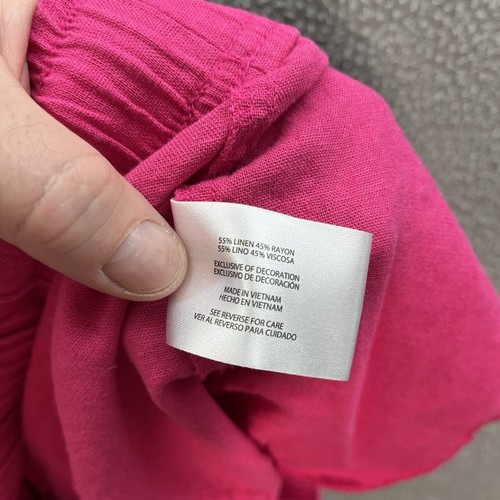 55% LINEN 45% RAYON
55% LINO 45% VISCOSA
EXCLUSIVE OF DECORATION
EXCLUSIVO DE DECORACIÓN
MADE IN VIETNAM
HECHO EN VIETNAM
SEE REVERSE FOR CARE
VER AL REVERSO PARA CUIDADO